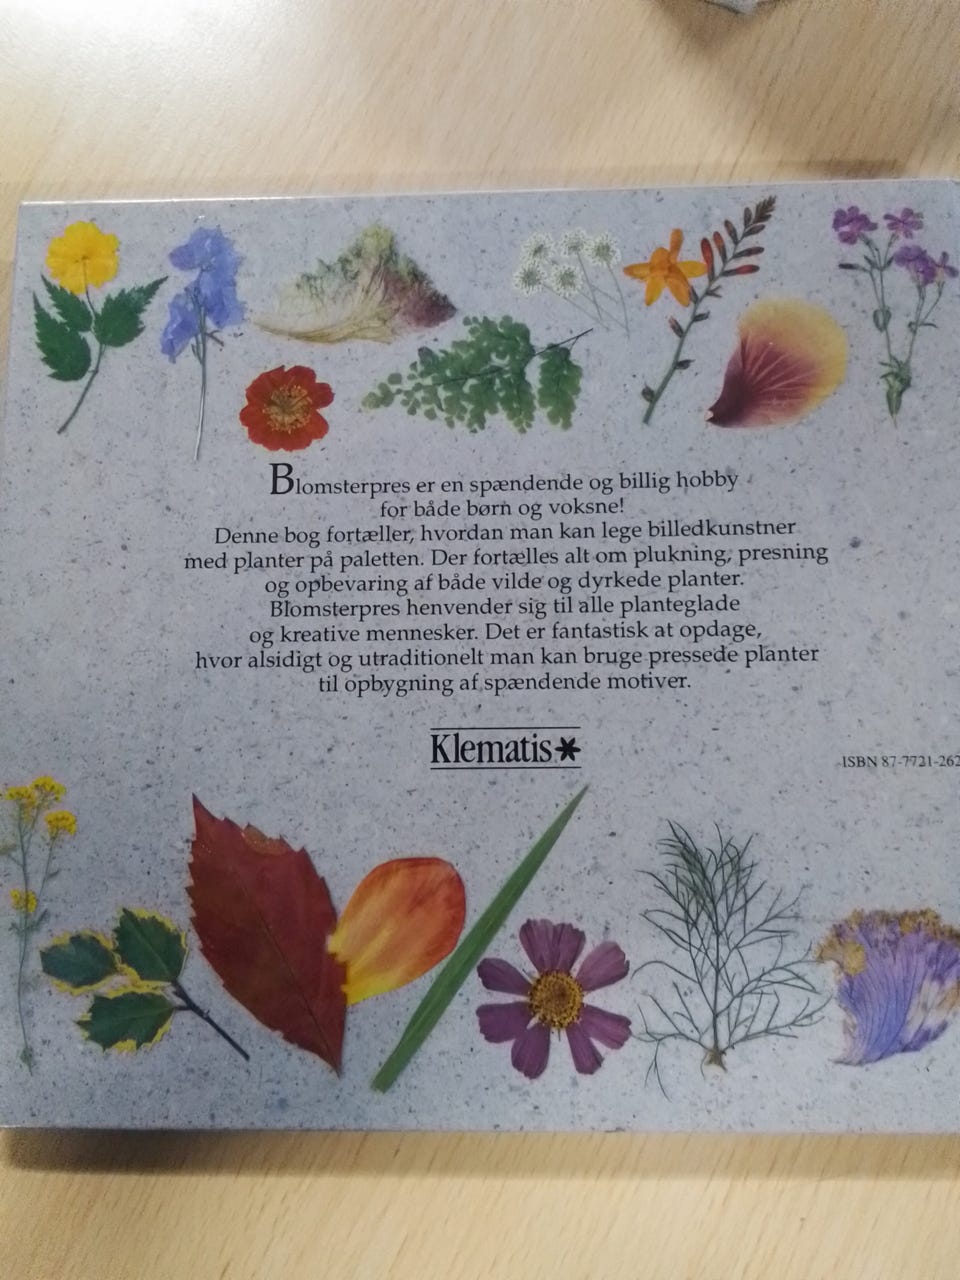 Blomsterpres er en spændende og billig hobby
for både børn og voksne!
Denne bog fortæller, hvordan man kan lege billedkunstner
med planter på paletten. Der fortælles alt om plukning, presning
og opbevaring af både vilde og dyrkede planter.
Blomsterpres henvender sig til alle planteglade
og kreative mennesker. Det er fantastisk at opdage,
hvor alsidigt og utraditionelt man kan bruge pressede planter
til opbygning af spændende motiver.
Klematis
ISBN 87-7721-262